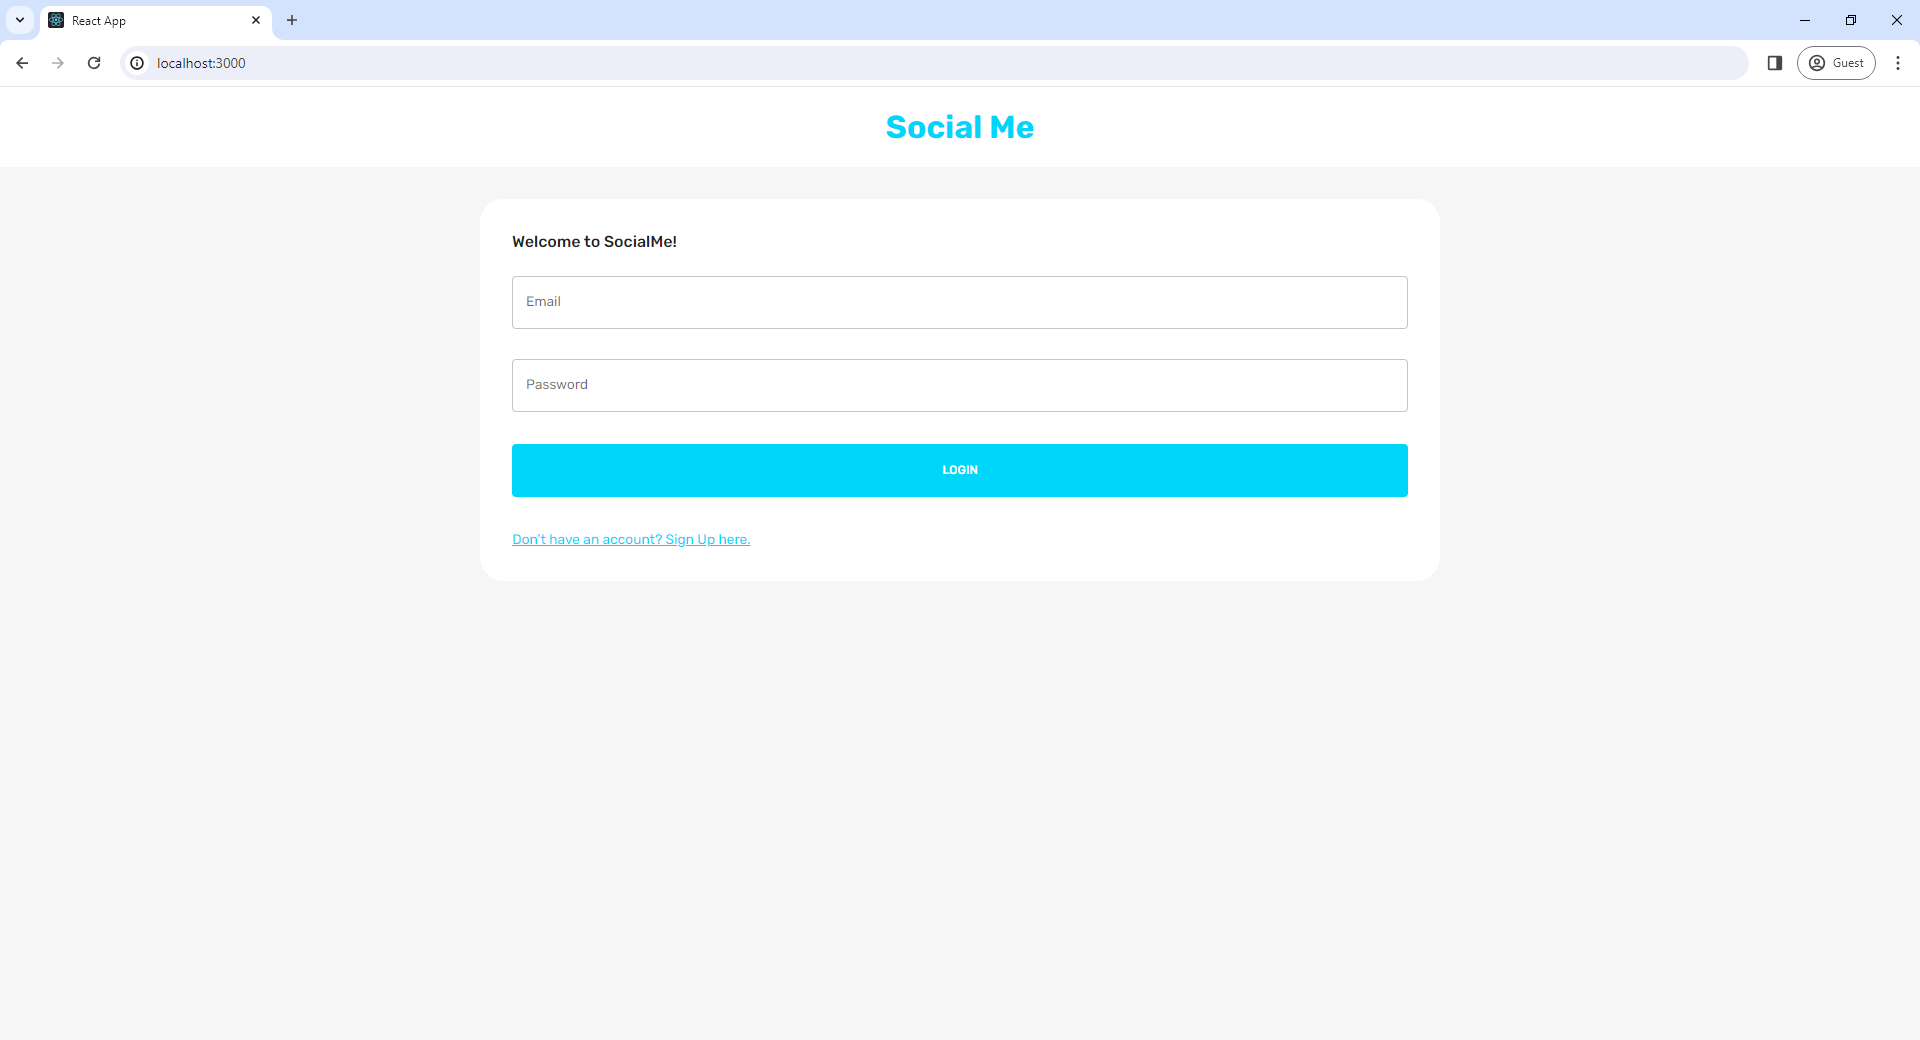 React App
localhost:3000
Guest
Social Me
Welcome to SocialMe!
Email
Password
LOGIN
Don't have an account? Sign Up here.